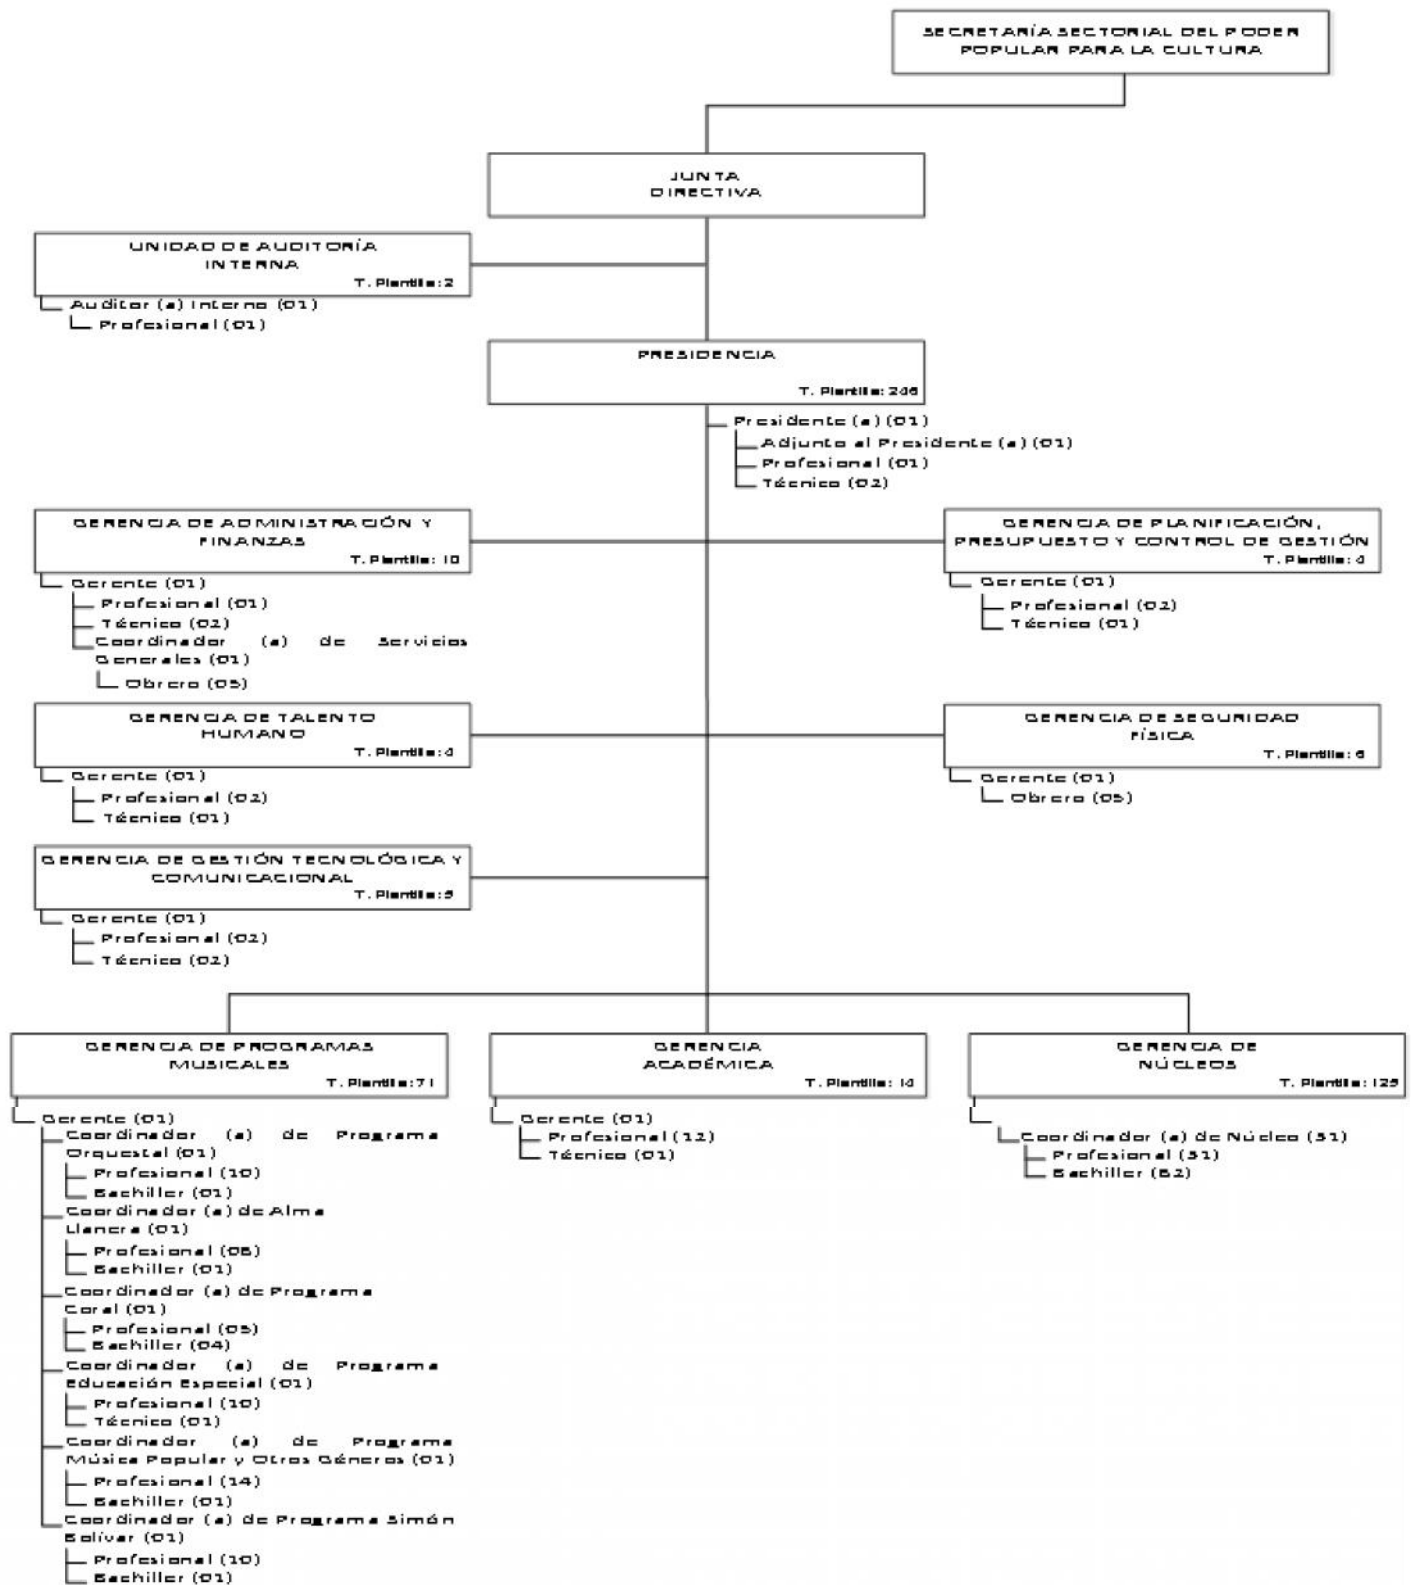 SECRETARÍA SECTORIAL DEL PODER
POPULAR PARA LA CULTURA
JUNTA
DIRECTIVA
UNIDAD DE AUDITORÍA
INTERNA
T. Plantilla: 2
Auditor (a) Interno (01)
Profesional (01)
PRESIDENCIA
T. Plantilla: 246
Presidente (a) (01)
Adjunto al Presidente (a) (01)
Profesional (01)
Técnico (02)
GERENCIA DE ADMINISTRACIÓN Y
FINANZAS
T. Plantilla: 10
Gerente (01)
Profesional (01)
Técnico (02)
Coordinador (a) de Servicios
Generales (01)
Obrero (05)
GERENCIA DE PLANIFICACIÓN,
PRESUPUESTO Y CONTROL DE GESTIÓN
T. Plantilla: 4
Gerente (01)
Profesional (02)
Técnico (01)
GERENCIA DE TALENTO
HUMANO
T. Plantilla: 4
Gerente (01)
Profesional (02)
Técnico (01)
GERENCIA DE SEGURIDAD
FÍSICA
T. Plantilla: 6
Gerente (01)
Obrero (05)
GERENCIA DE GESTIÓN TECNOLÓGICA Y
COMUNICACIONAL
T. Plantilla: 5
Gerente (01)
Profesional (02)
Técnico (02)
GERENCIA DE PROGRAMAS
MUSICALES
T. Plantilla: 71
Gerente (01)
Coordinador (a) de Programa
Orquestal (01)
Profesional (10)
Bachiller (01)
Coordinador (a) de Alma
Llanera (01)
Profesional (06)
Bachiller (01)
Coordinador (a) de Programa
Coral (01)
Profesional (05)
Bachiller (04)
Coordinador (a) de Programa
Educación Especial (01)
Profesional (10)
Técnico (01)
Coordinador (a) de Programa
Música Popular y Otros Géneros (01)
Profesional (14)
Bachiller (01)
Coordinador (a) de Programa Simón
Bolívar (01)
Profesional (10)
Bachiller (01)
GERENCIA
ACADÉMICA
T. Plantilla: 14
Gerente (01)
Profesional (12)
Técnico (01)
GERENCIA DE
NÚCLEOS
T. Plantilla: 125
Coordinador (a) de Núcleo (31)
Profesional (31)
Bachiller (62)